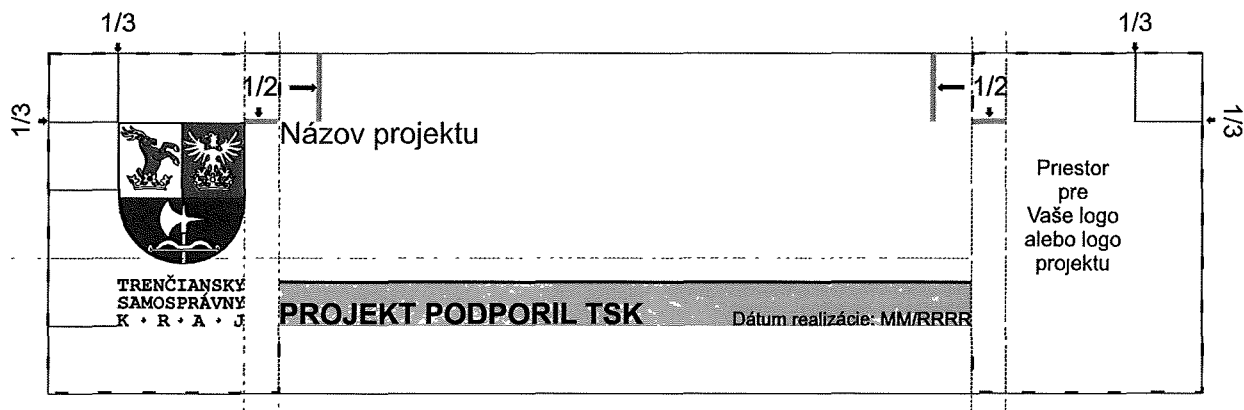 1/3
1/3
1/2
1/2
1/3
1/3
Názov projektu
Priestor
pre
Vaše logo
alebo logo
projektu
TRENČIANSKY
SAMOSPRÁVNY
K • R • A • J
PROJEKT PODPORIL TSK
Dátum realizácie: MM/RRRR